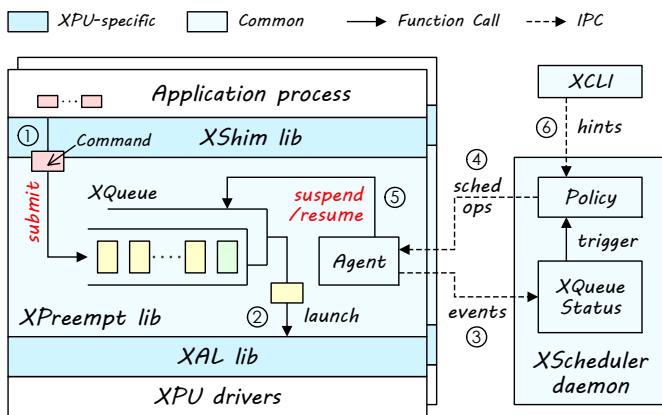 XPU-specific
Common
Function Call
IPC
Application process
XCLI
①
XShim lib
Command
⑥
hints
④
submit
XQueue
suspend
/resume
⑤
sched
ops
Policy
Agent
trigger
XQueue
Status
②
launch
events
③
XPreempt lib
XAL lib
XScheduler
daemon
XPU drivers